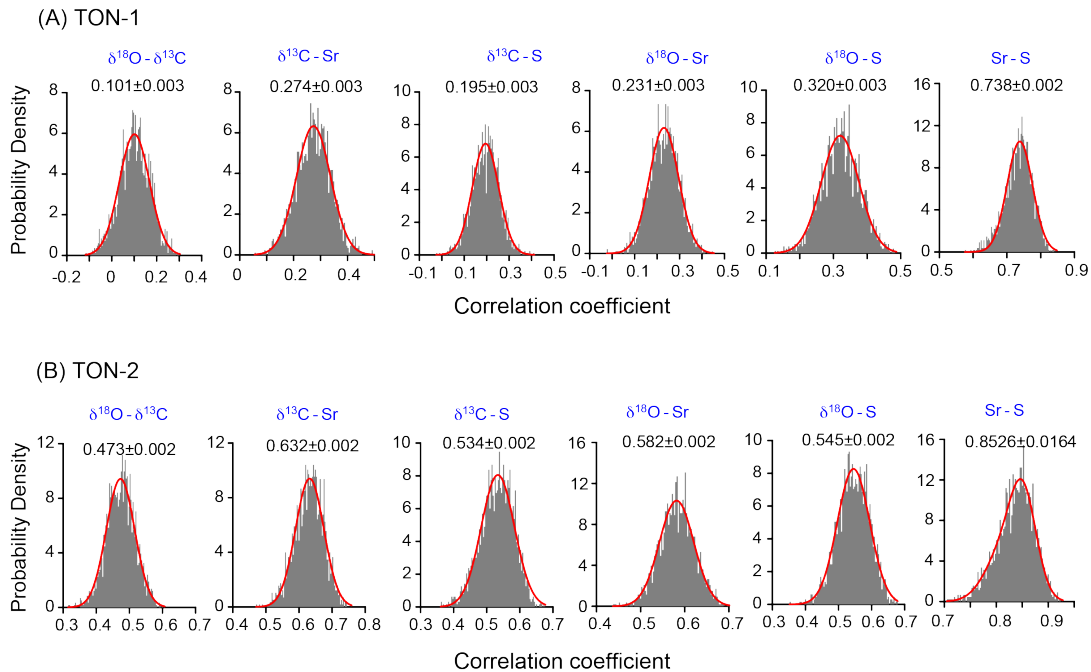 (A) TON-1
δ¹⁸O - δ¹³C δ¹³C - Sr δ¹³C - S δ¹⁸O - Sr δ¹⁸O - S Sr - S
0.101±0.003 0.274±0.003 0.195±0.003 0.231±0.003 0.320±0.003 0.738±0.002
Probability Density
8 6 4 2 0
8 6 4 2 0
10 8 6 4 2 0
8 6 4 2 0
10 8 6 4 2 0
16 12 8 4 0
-0.2 0 0.2 0.4 0 0.2 0.4 -0.1 0.1 0.3 0.5 -0.1 0.1 0.3 0.5 0.1 0.3 0.5 0.5 0.7 0.9
Correlation coefficient
(B) TON-2
δ¹⁸O - δ¹³C δ¹³C - Sr δ¹³C - S δ¹⁸O - Sr δ¹⁸O - S Sr - S
0.473±0.002 0.632±0.002 0.534±0.002 0.582±0.002 0.545±0.002 0.8526±0.0164
Probability Density
12 8 4 0
12 8 4 0
10 8 6 4 2 0
16 12 8 4 0
10 8 6 4 2 0
16 12 8 4 0
0.3 0.4 0.5 0.6 0.7 0.4 0.5 0.6 0.7 0.8 0.3 0.4 0.5 0.6 0.7 0.4 0.5 0.6 0.7 0.3 0.4 0.5 0.6 0.7 0.7 0.8 0.9
Correlation coefficient